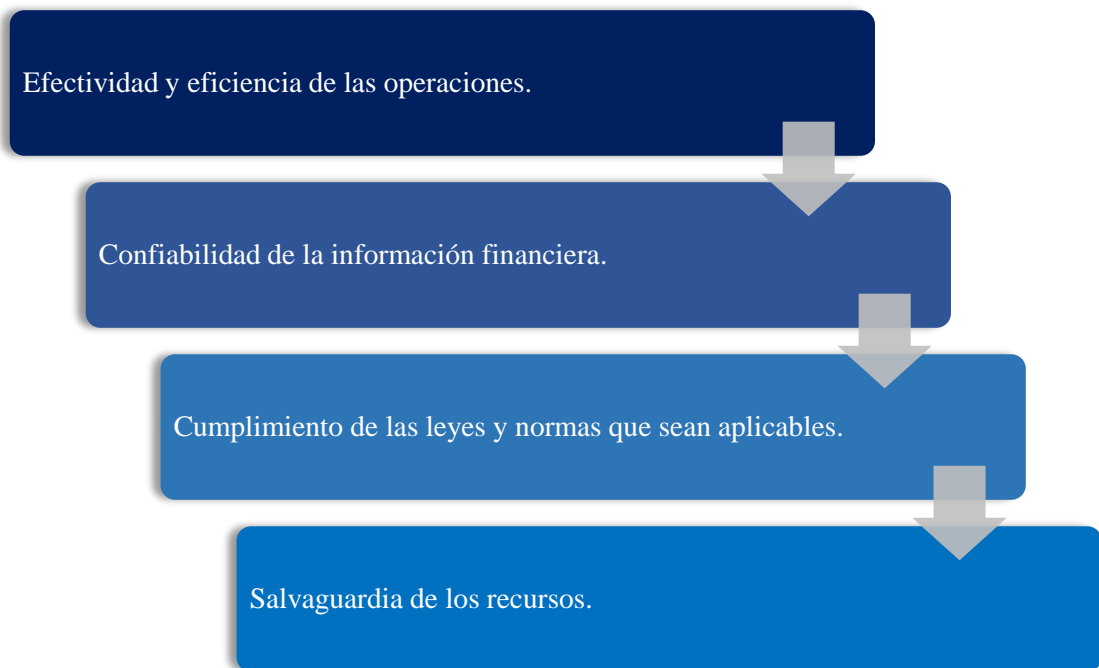 Efectividad y eficiencia de las operaciones.
Confiabilidad de la información financiera.
Cumplimiento de las leyes y normas que sean aplicables.
Salvaguardia de los recursos.